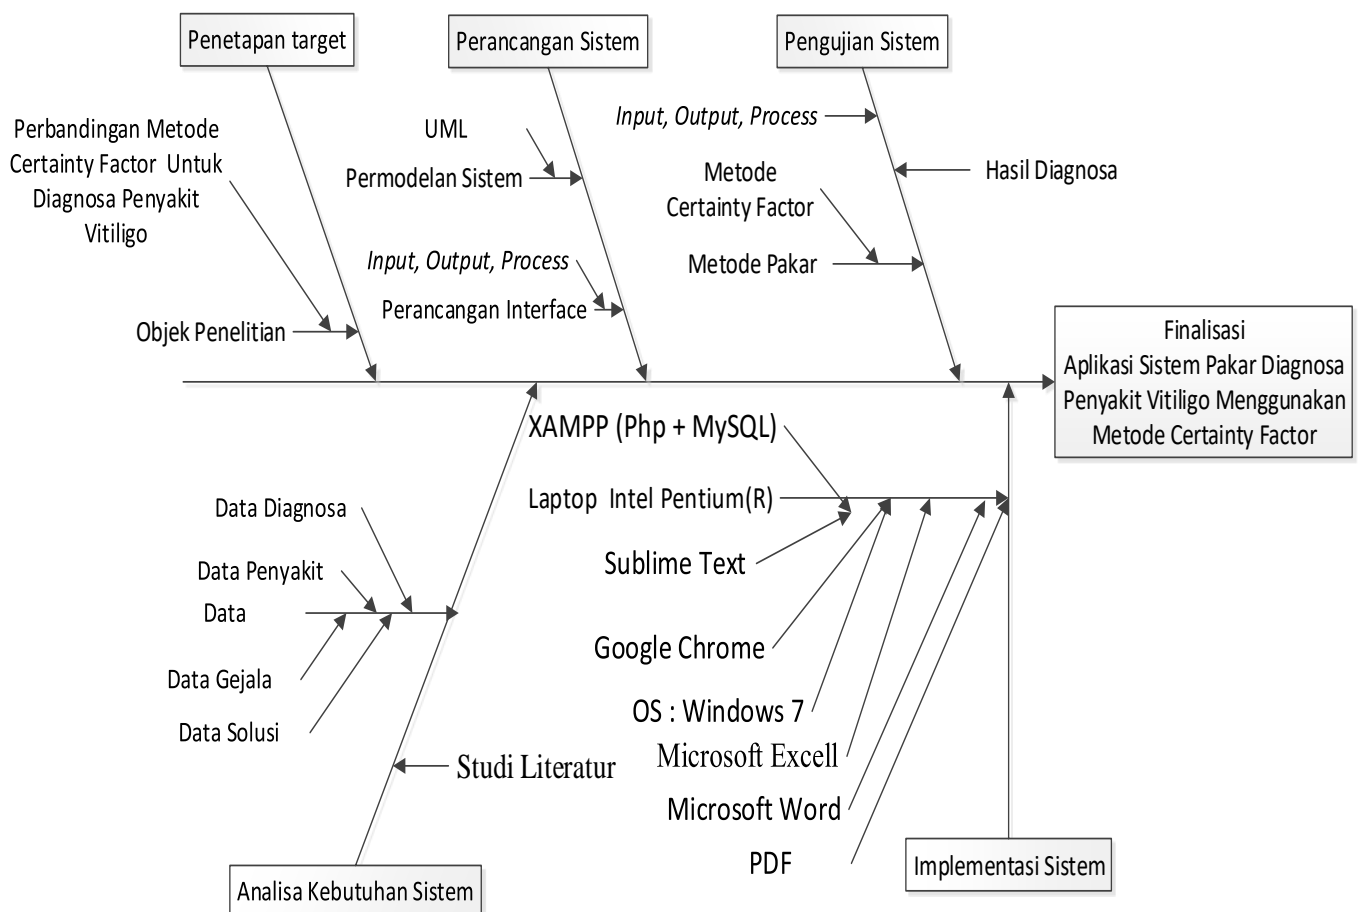 Penetapan target
Perancangan Sistem
Pengujian Sistem
Perbandingan Metode
Certainty Factor Untuk
Diagnosa Penyakit
Vitiligo
Objek Penelitian
UML
Permodelan Sistem
Input, Output, Process
Perancangan Interface
Input, Output, Process
Hasil Diagnosa
Metode
Certainty Factor
Metode Pakar
Finalisasi
Aplikasi Sistem Pakar Diagnosa
Penyakit Vitiligo Menggunakan
Metode Certainty Factor
Data Diagnosa
Data Penyakit
Data
Data Gejala
Data Solusi
Studi Literatur
Analisa Kebutuhan Sistem
XAMPP (Php + MySQL)
Laptop Intel Pentium(R)
Sublime Text
Google Chrome
OS : Windows 7
Microsoft Excell
Microsoft Word
PDF
Implementasi Sistem